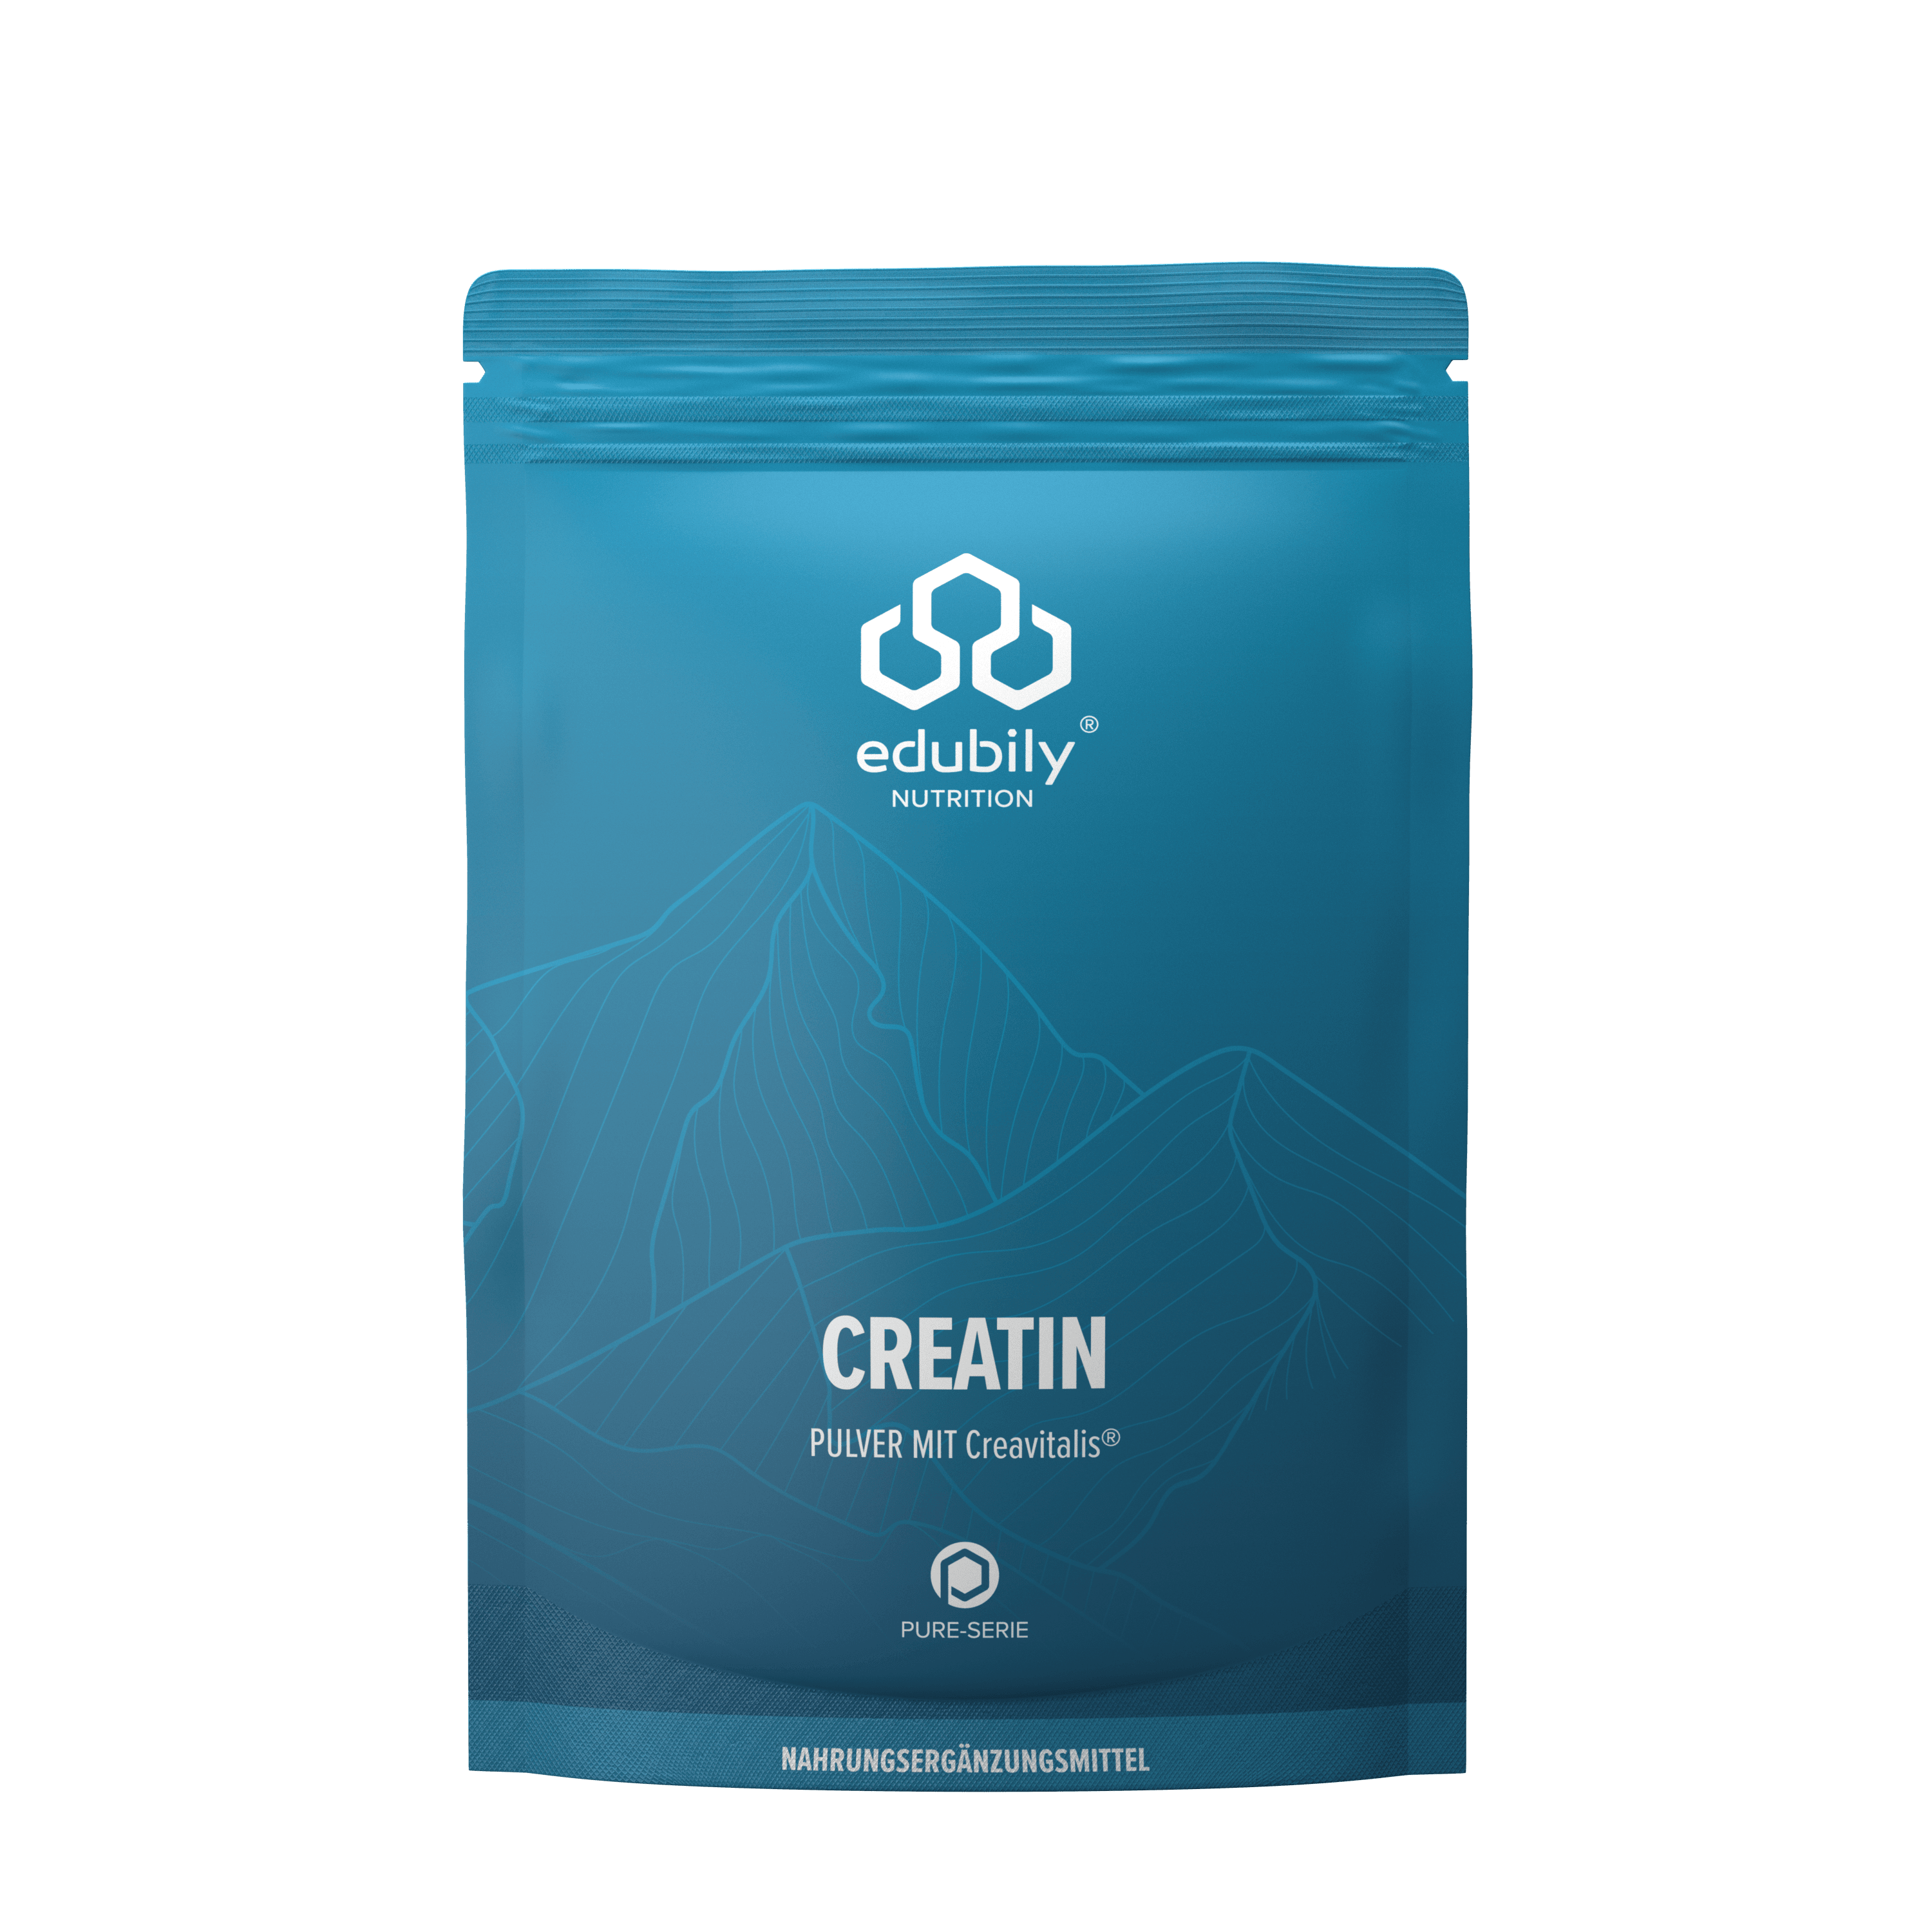 edubily®
NUTRITION
CREATIN
PULVER MIT Creavitalis®
PURE-SERIE
NAHRUNGSERGÄNZUNGSMITTEL